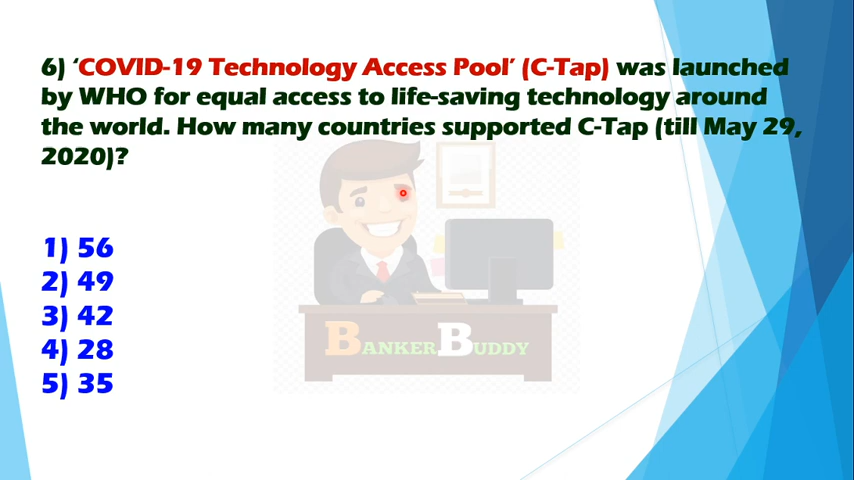 6) ‘COVID-19 Technology Access Pool’ (C-Tap) was launched
by WHO for equal access to life-saving technology around
the world. How many countries supported C-Tap (till May 29,
2020)?
1) 56
2) 49
3) 42
4) 28
5) 35
BANKERBUDDY